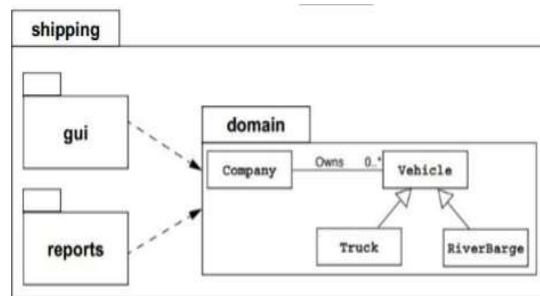 shipping
gui
domain
Company
Owns
0..*
Vehicle
Truck
RiverBarge
reports